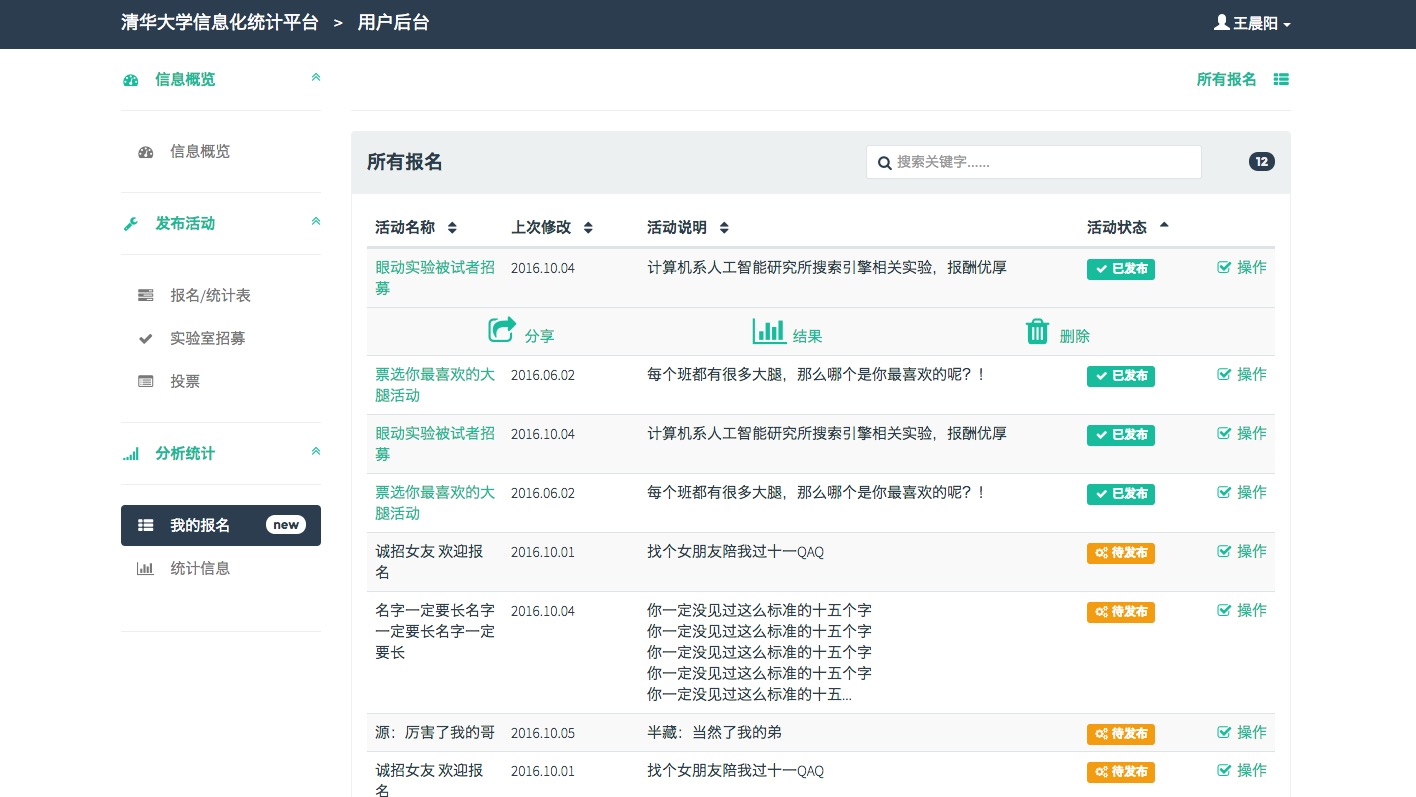 清华大学信息化统计平台 > 用户后台
王晨阳
信息概览
所有报名
信息概览
发布活动
报名/统计表
实验室招募
投票
分析统计
我的报名 new
统计信息
所有报名
搜索关键字......
12
活动名称 上次修改 活动说明 活动状态
眼动实验被试者招 2016.10.04 计算机系人工智能研究所搜索引擎相关实验，报酬优厚 已发布 操作
募
分享 结果 删除
票选你最喜欢的大 2016.06.02 每个班都有很多大腿，那么哪个是你最喜欢的呢？！ 已发布 操作
腿活动
眼动实验被试者招 2016.10.04 计算机系人工智能研究所搜索引擎相关实验，报酬优厚 已发布 操作
募
票选你最喜欢的大 2016.06.02 每个班都有很多大腿，那么哪个是你最喜欢的呢？！ 已发布 操作
腿活动
诚招女友 欢迎报 2016.10.01 找个女朋友陪我过十一QAQ 待发布 操作
名
名字一定要长名字 2016.10.04 你一定没见过这么标准的十五个字 待发布 操作
一定要长名字一定 你一定没见过这么标准的十五个字
要长 你一定没见过这么标准的十五个字
你一定没见过这么标准的十五个字
你一定没见过这么标准的十五...
源：厉害了我的哥 2016.10.05 半藏：当然了我的弟 待发布 操作
诚招女友 欢迎报 2016.10.01 找个女朋友陪我过十一QAQ 待发布 操作
名